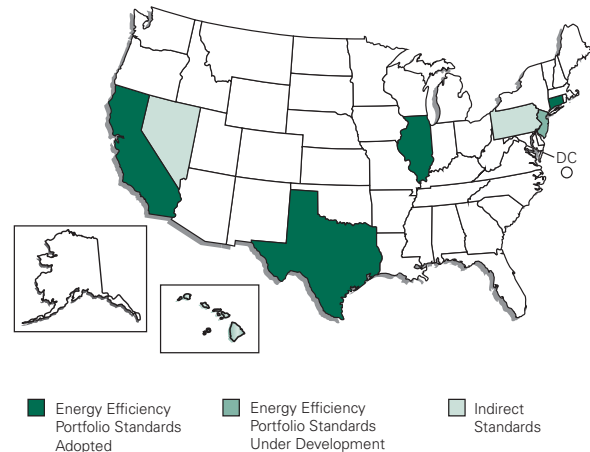 DC
Energy Efficiency
Portfolio Standards
Adopted
Energy Efficiency
Portfolio Standards
Under Development
Indirect
Standards